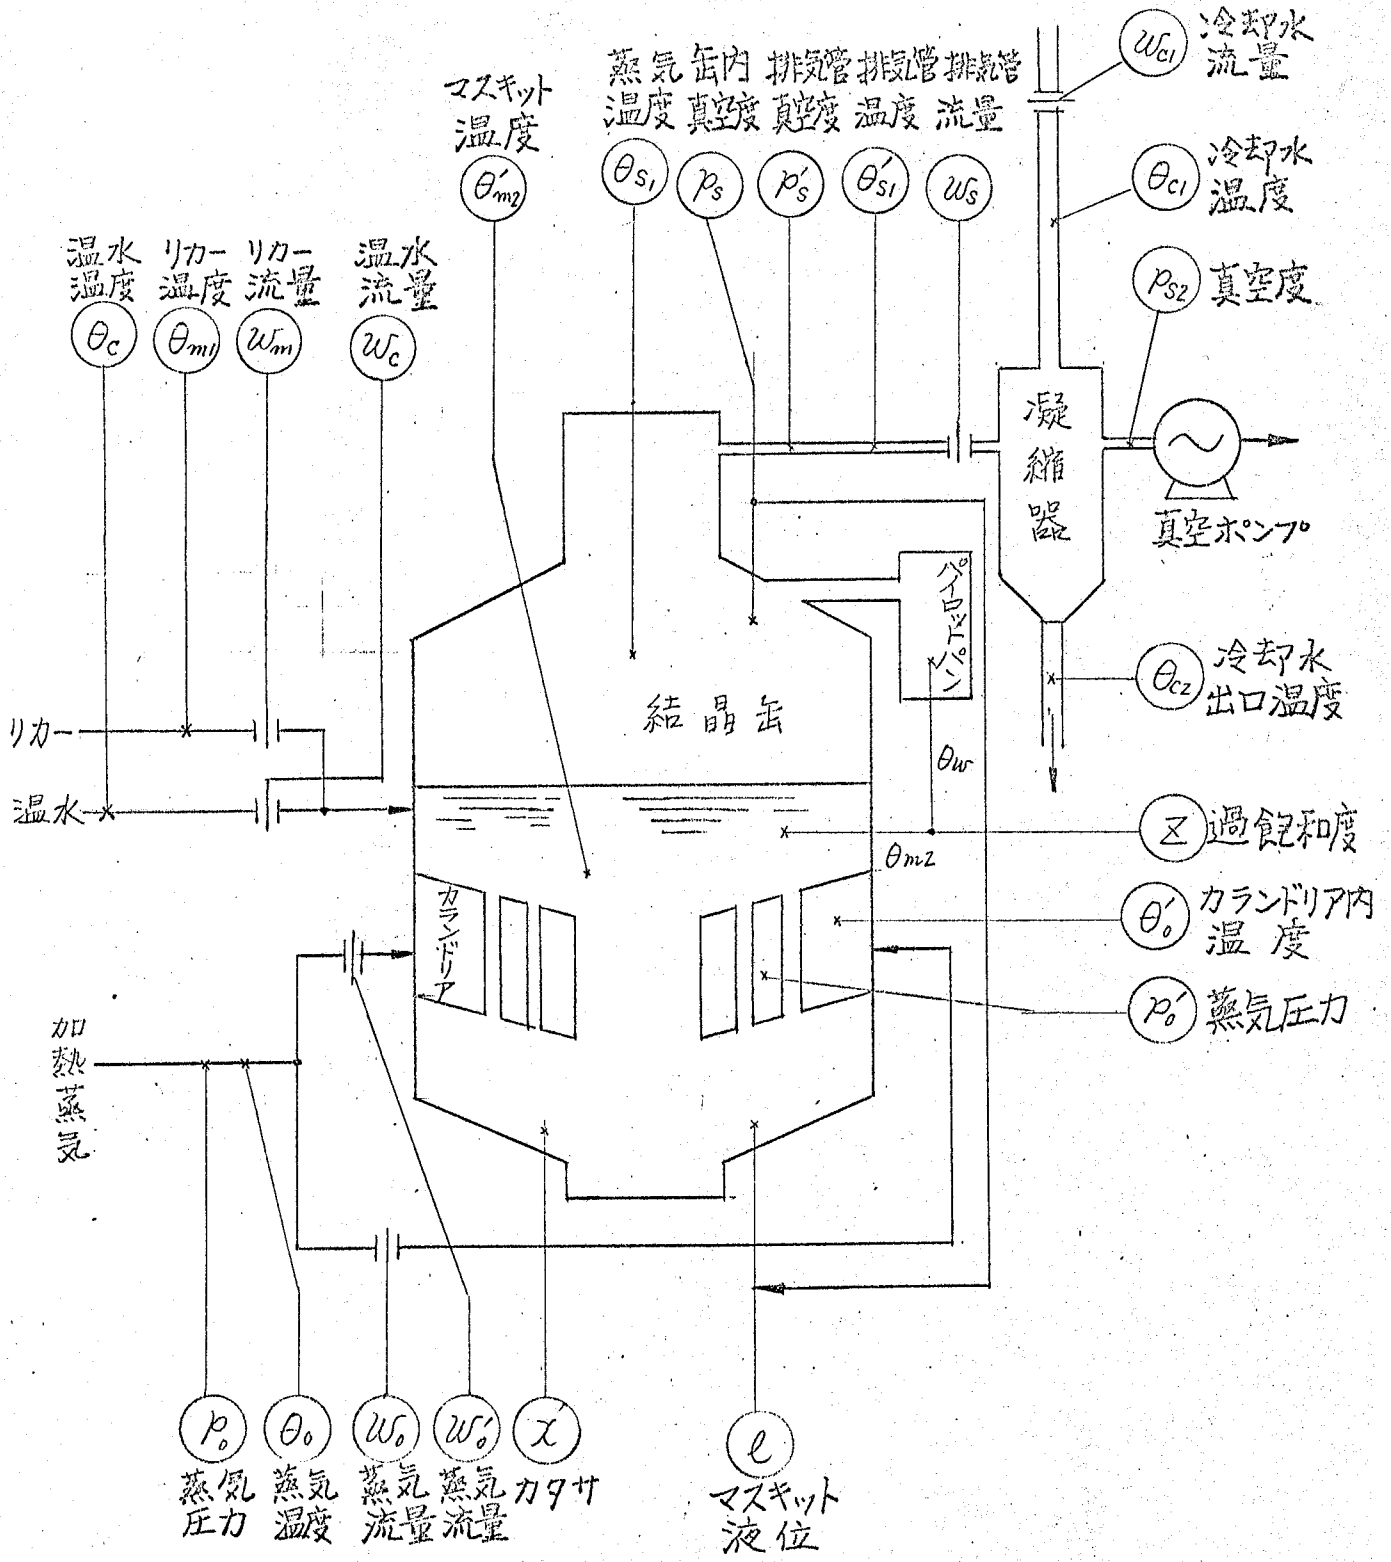 マスキット
温度
θ'm2
蒸気
温度
θs1
缶内
真空度
ps
排気管
真空度
p's
排気管
温度
θ's1
排気管
流量
ws
wc1
冷却水
流量
θc1
冷却水
温度
ps2
真空度
温水
温度
θc
リカー
温度
θm1
リカー
流量
wm
温水
流量
wc
凝
縮
器
真空ポンプ
パイロットパン
結晶缶
θc2
冷却水
出口温度
リカー
温水
θw
z
過飽和度
θm2
カランドリア
θ'0
カランドリア内
温度
p'0
蒸気圧力
加
熱
蒸
気
p0
蒸気
圧力
θ0
蒸気
温度
w0
蒸気
流量
w'0
蒸気
流量
x'
カタサ
l
マスキット
液位